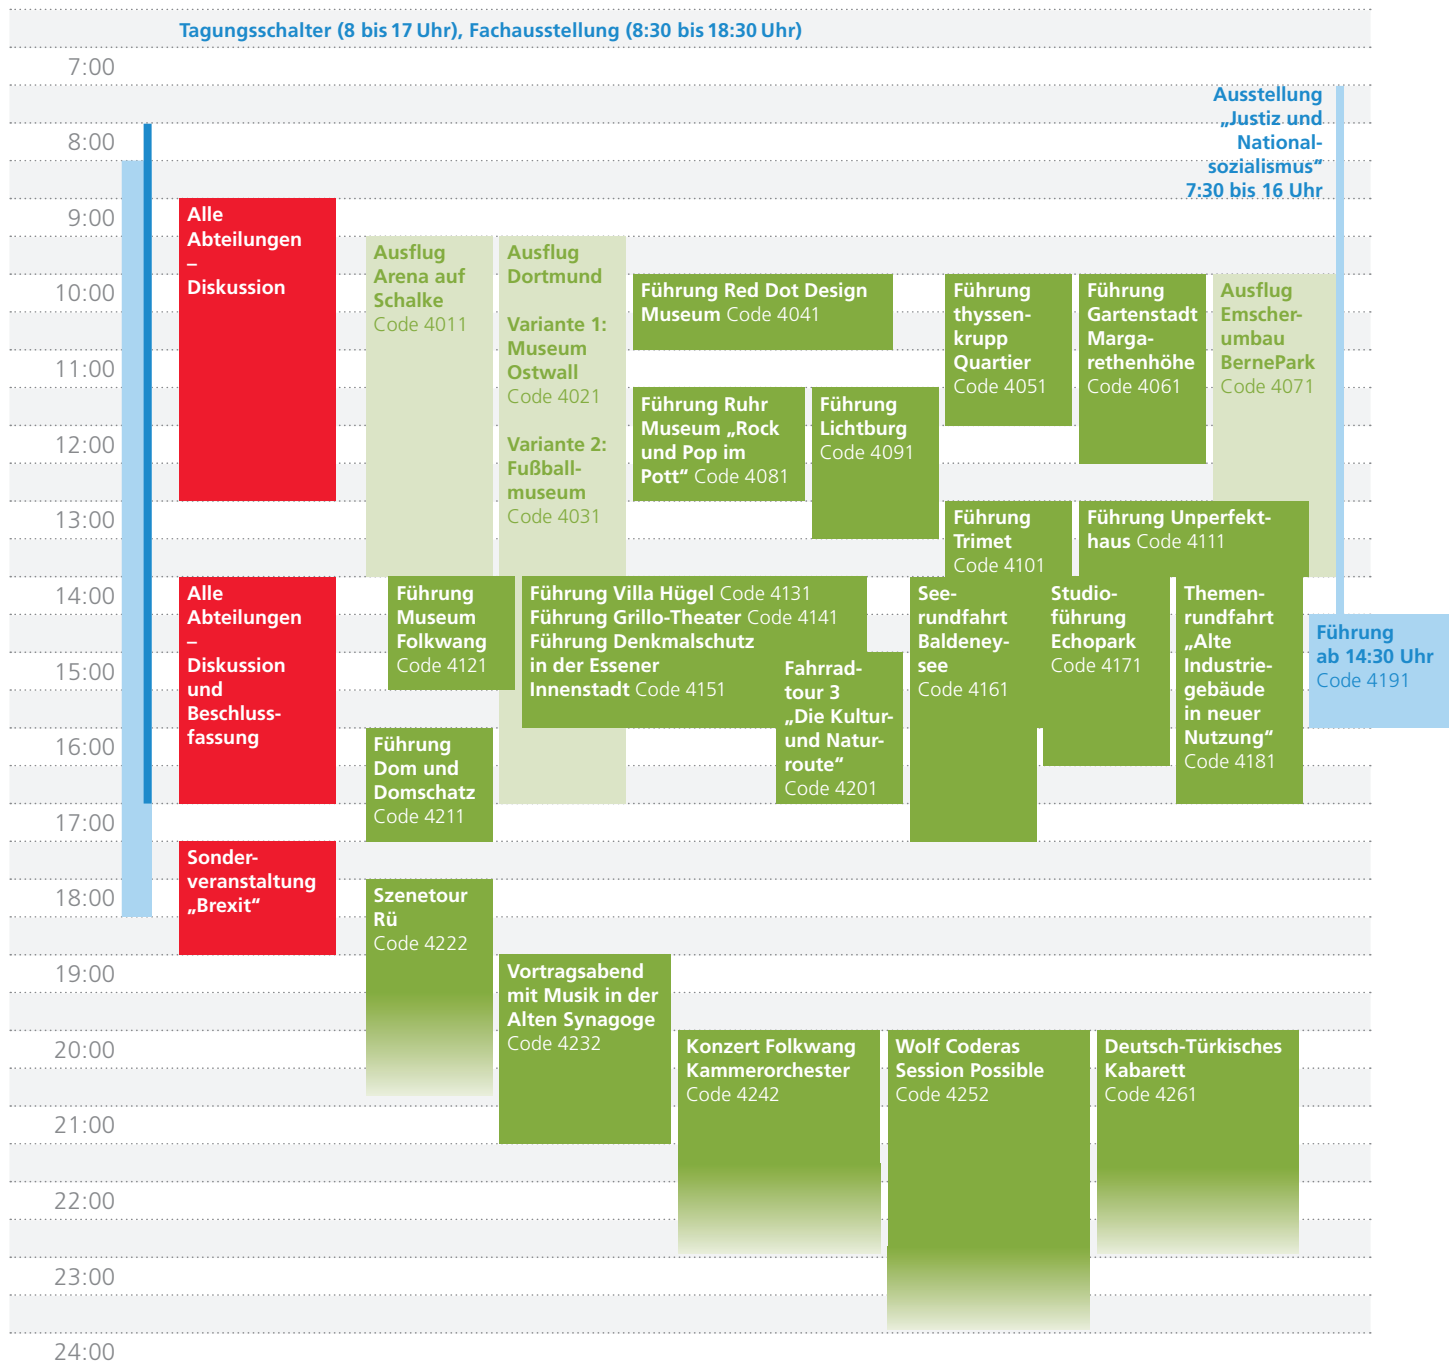 Tagungsschalter (8 bis 17 Uhr), Fachausstellung (8:30 bis 18:30 Uhr)
7:00
8:00
9:00
10:00
11:00
12:00
13:00
14:00
15:00
16:00
17:00
18:00
19:00
20:00
21:00
22:00
23:00
24:00
Ausstellung
„Justiz und
National-
sozialismus“
7:30 bis 16 Uhr
Alle
Abteilungen
–
Diskussion
Ausflug
Arena auf
Schalke
Code 4011
Ausflug
Dortmund
Variante 1:
Museum
Ostwall
Code 4021
Variante 2:
Fußball-
museum
Code 4031
Führung Red Dot Design
Museum Code 4041
Führung
thyssen-
krupp
Quartier
Code 4051
Führung
Gartenstadt
Marga-
rethenhöhe
Code 4061
Ausflug
Emscher-
umbau
BernePark
Code 4071
Führung Ruhr
Museum „Rock
und Pop im
Pott“ Code 4081
Führung
Lichtburg
Code 4091
Führung
Trimet
Code 4101
Führung Unperfekt-
haus Code 4111
Alle
Abteilungen
–
Diskussion
und
Beschluss-
fassung
Führung
Museum
Folkwang
Code 4121
Führung Villa Hügel Code 4131
Führung Grillo-Theater Code 4141
Führung Denkmalschutz
in der Essener
Innenstadt Code 4151
See-
rundfahrt
Baldeney-
see
Code 4161
Studio-
führung
Echopark
Code 4171
Themen-
rundfahrt
„Alte
Industrie-
gebäude
in neuer
Nutzung“
Code 4181
Führung
ab 14:30 Uhr
Code 4191
Fahrrad-
tour 3
„Die Kultur-
und Natur-
route“
Code 4201
Führung
Dom und
Domschatz
Code 4211
Sonder-
veranstaltung
„Brexit“
Szenetour
Rü
Code 4222
Vortragsabend
mit Musik in der
Alten Synagoge
Code 4232
Konzert Folkwang
Kammerorchester
Code 4242
Wolf Coderas
Session Possible
Code 4252
Deutsch-Türkisches
Kabarett
Code 4261